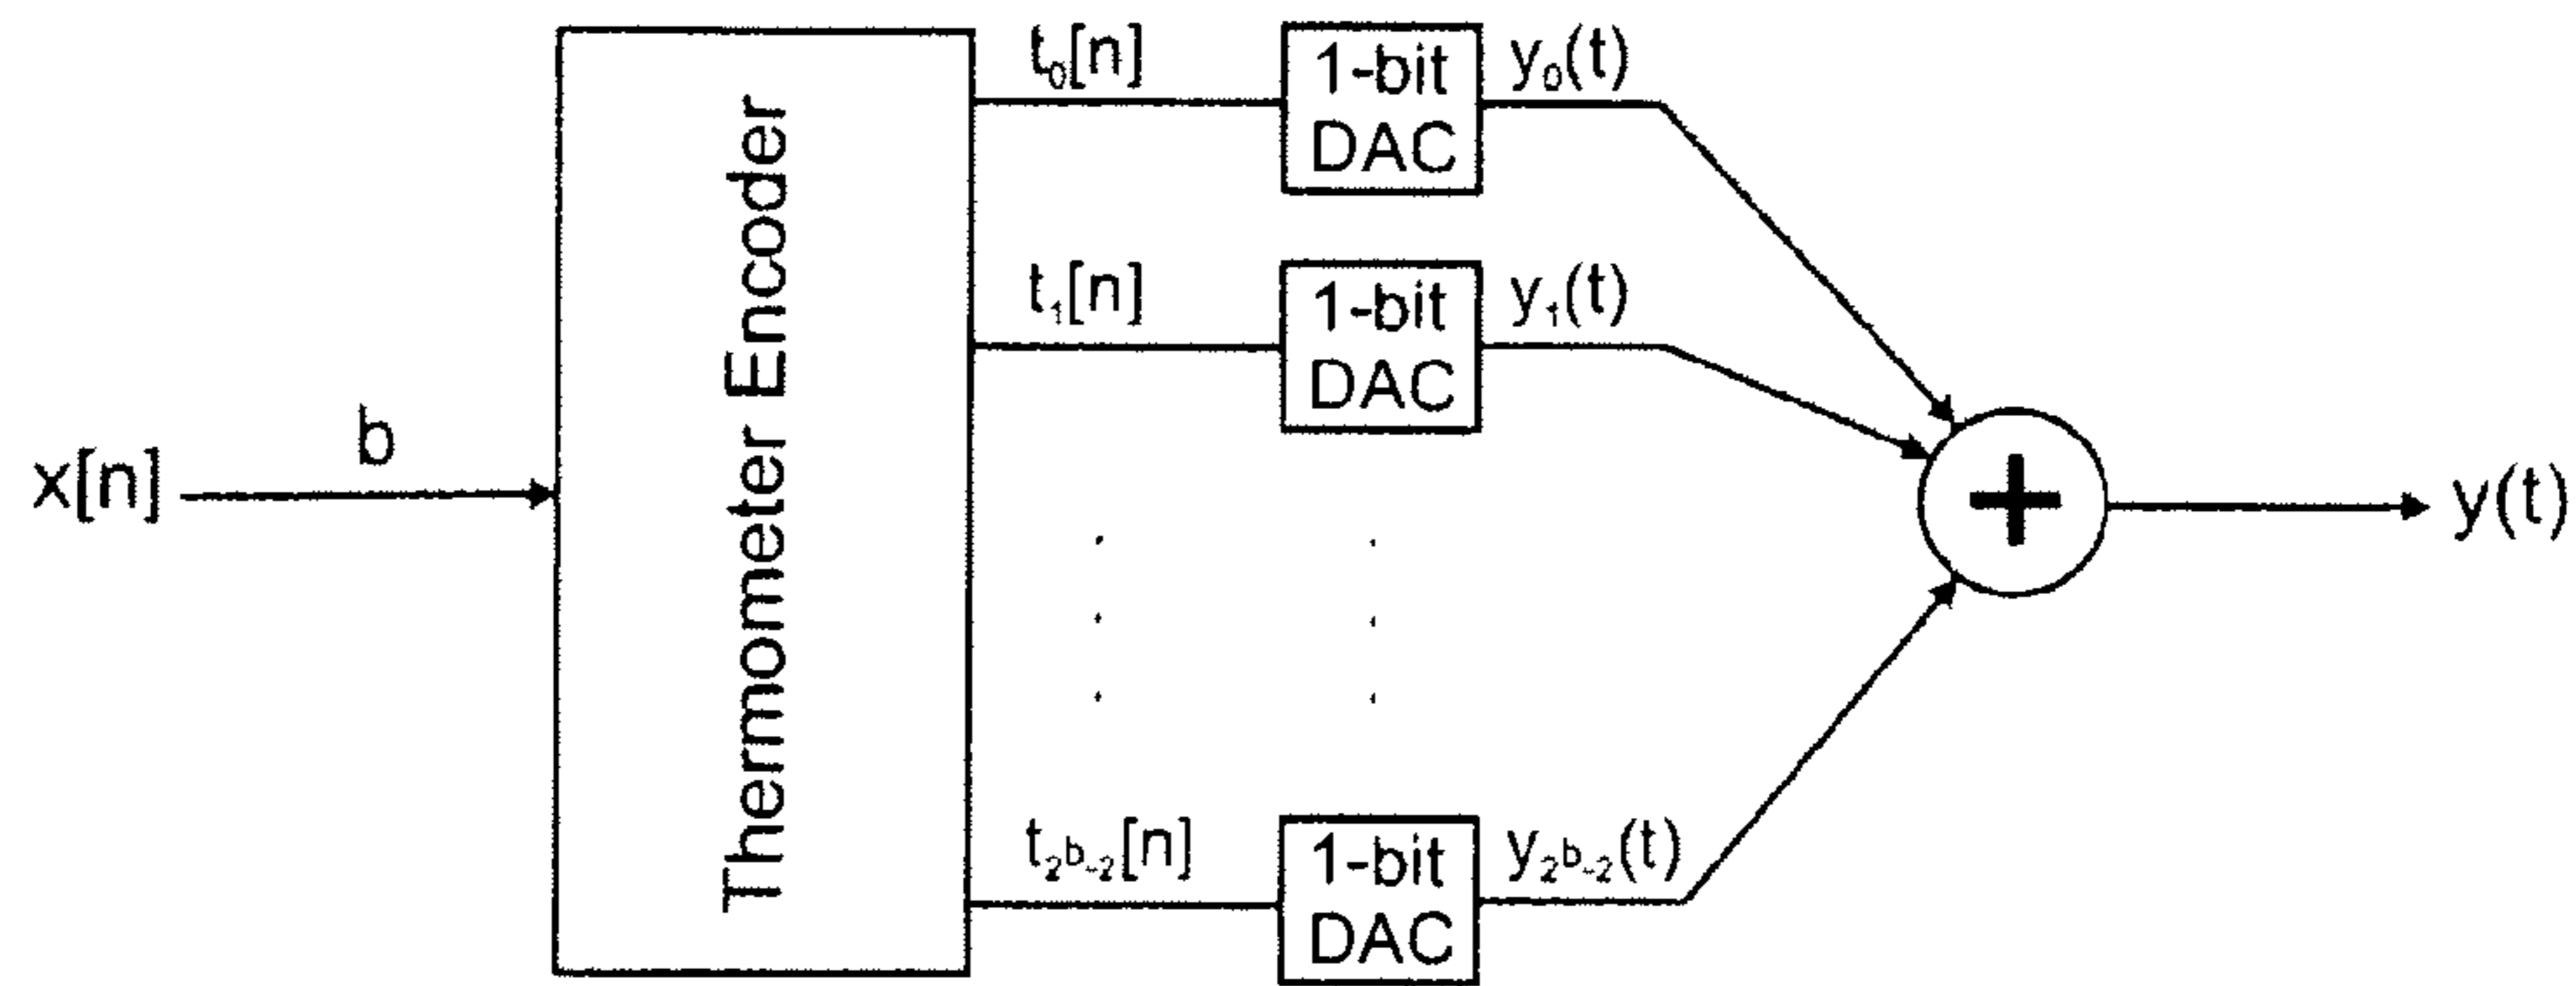 x[n]
b
Thermometer Encoder
t₀[n]
1-bit
DAC
y₀(t)
t₁[n]
1-bit
DAC
y₁(t)
t₂b₋₂[n]
1-bit
DAC
y₂b₋₂(t)
+
y(t)